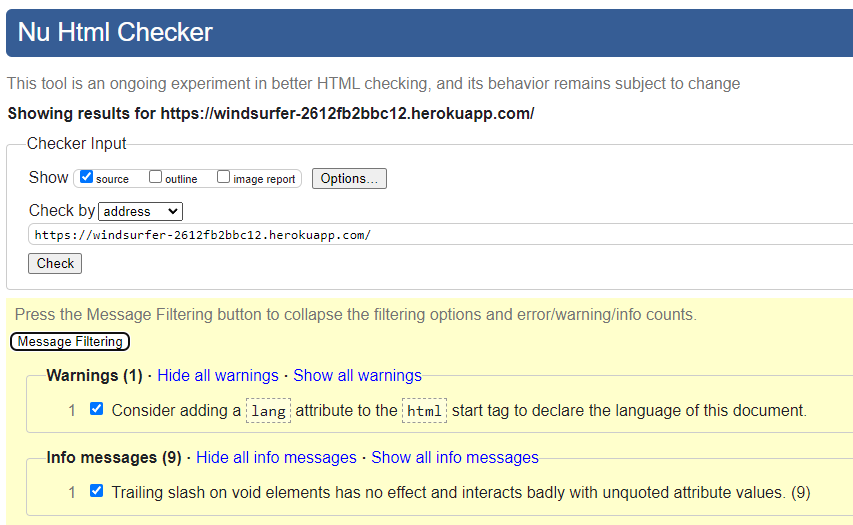 Nu Html Checker
This tool is an ongoing experiment in better HTML checking, and its behavior remains subject to change
Showing results for https://windsurfer-2612fb2bbc12.herokuapp.com/
Checker Input
Show source outline image report Options...
Check by address
https://windsurfer-2612fb2bbc12.herokuapp.com/
Check
Press the Message Filtering button to collapse the filtering options and error/warning/info counts.
Message Filtering
Warnings (1) · Hide all warnings · Show all warnings
1 Consider adding a lang attribute to the html start tag to declare the language of this document.
Info messages (9) · Hide all info messages · Show all info messages
1 Trailing slash on void elements has no effect and interacts badly with unquoted attribute values. (9)